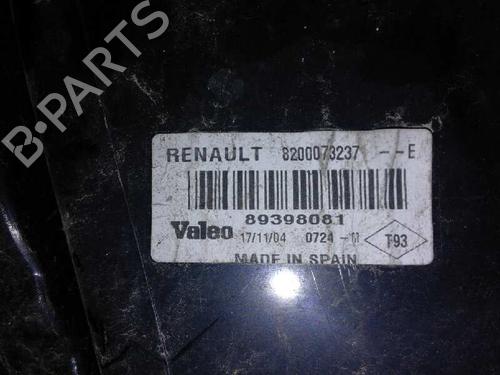 B-PARTS
RENAULT 8200073237 --E
89398081
Valeo 17/11/04 0724-M T93
MADE IN SPAIN